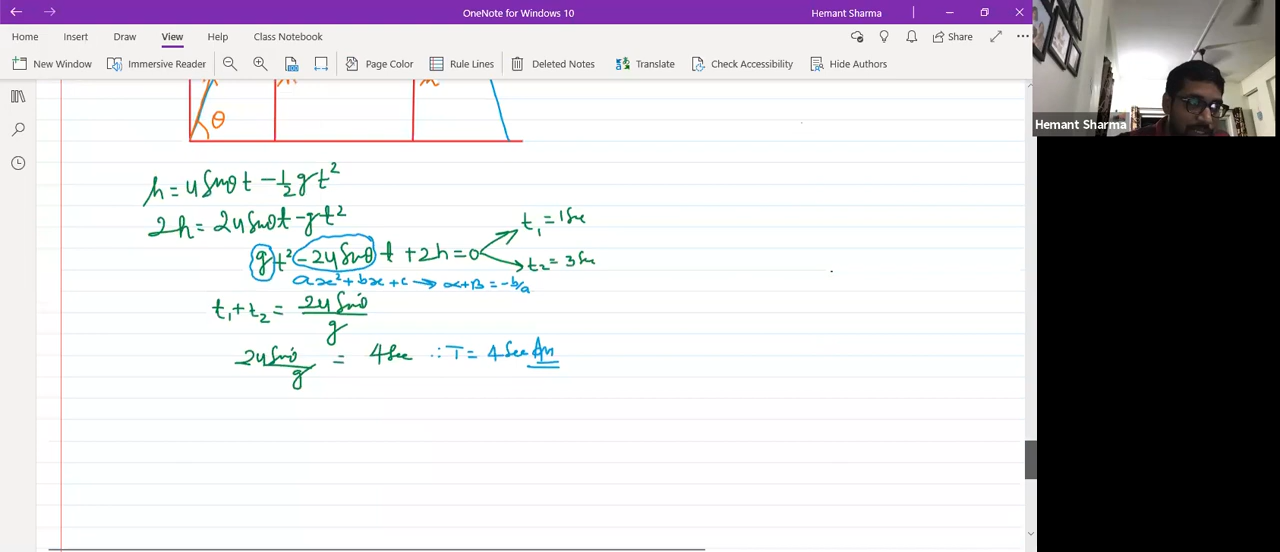 OneNote for Windows 10
Hemant Sharma
Home Insert Draw View Help Class Notebook
Share
New Window Immersive Reader Page Color Rule Lines Deleted Notes Translate Check Accessibility Hide Authors
Hemant Sharma
θ
h = u Sinθ t - 1/2 g t²
2h = 2u Sinθ t - g t²
t₁ = 1 Sec
g t² - 2u Sinθ t + 2h = 0
t₂ = 3 Sec
ax² + bx + c → α + β = -b/a
t₁ + t₂ = 2u Sinθ / g
2u Sinθ / g = 4 Sec ∴ T = 4 Sec An